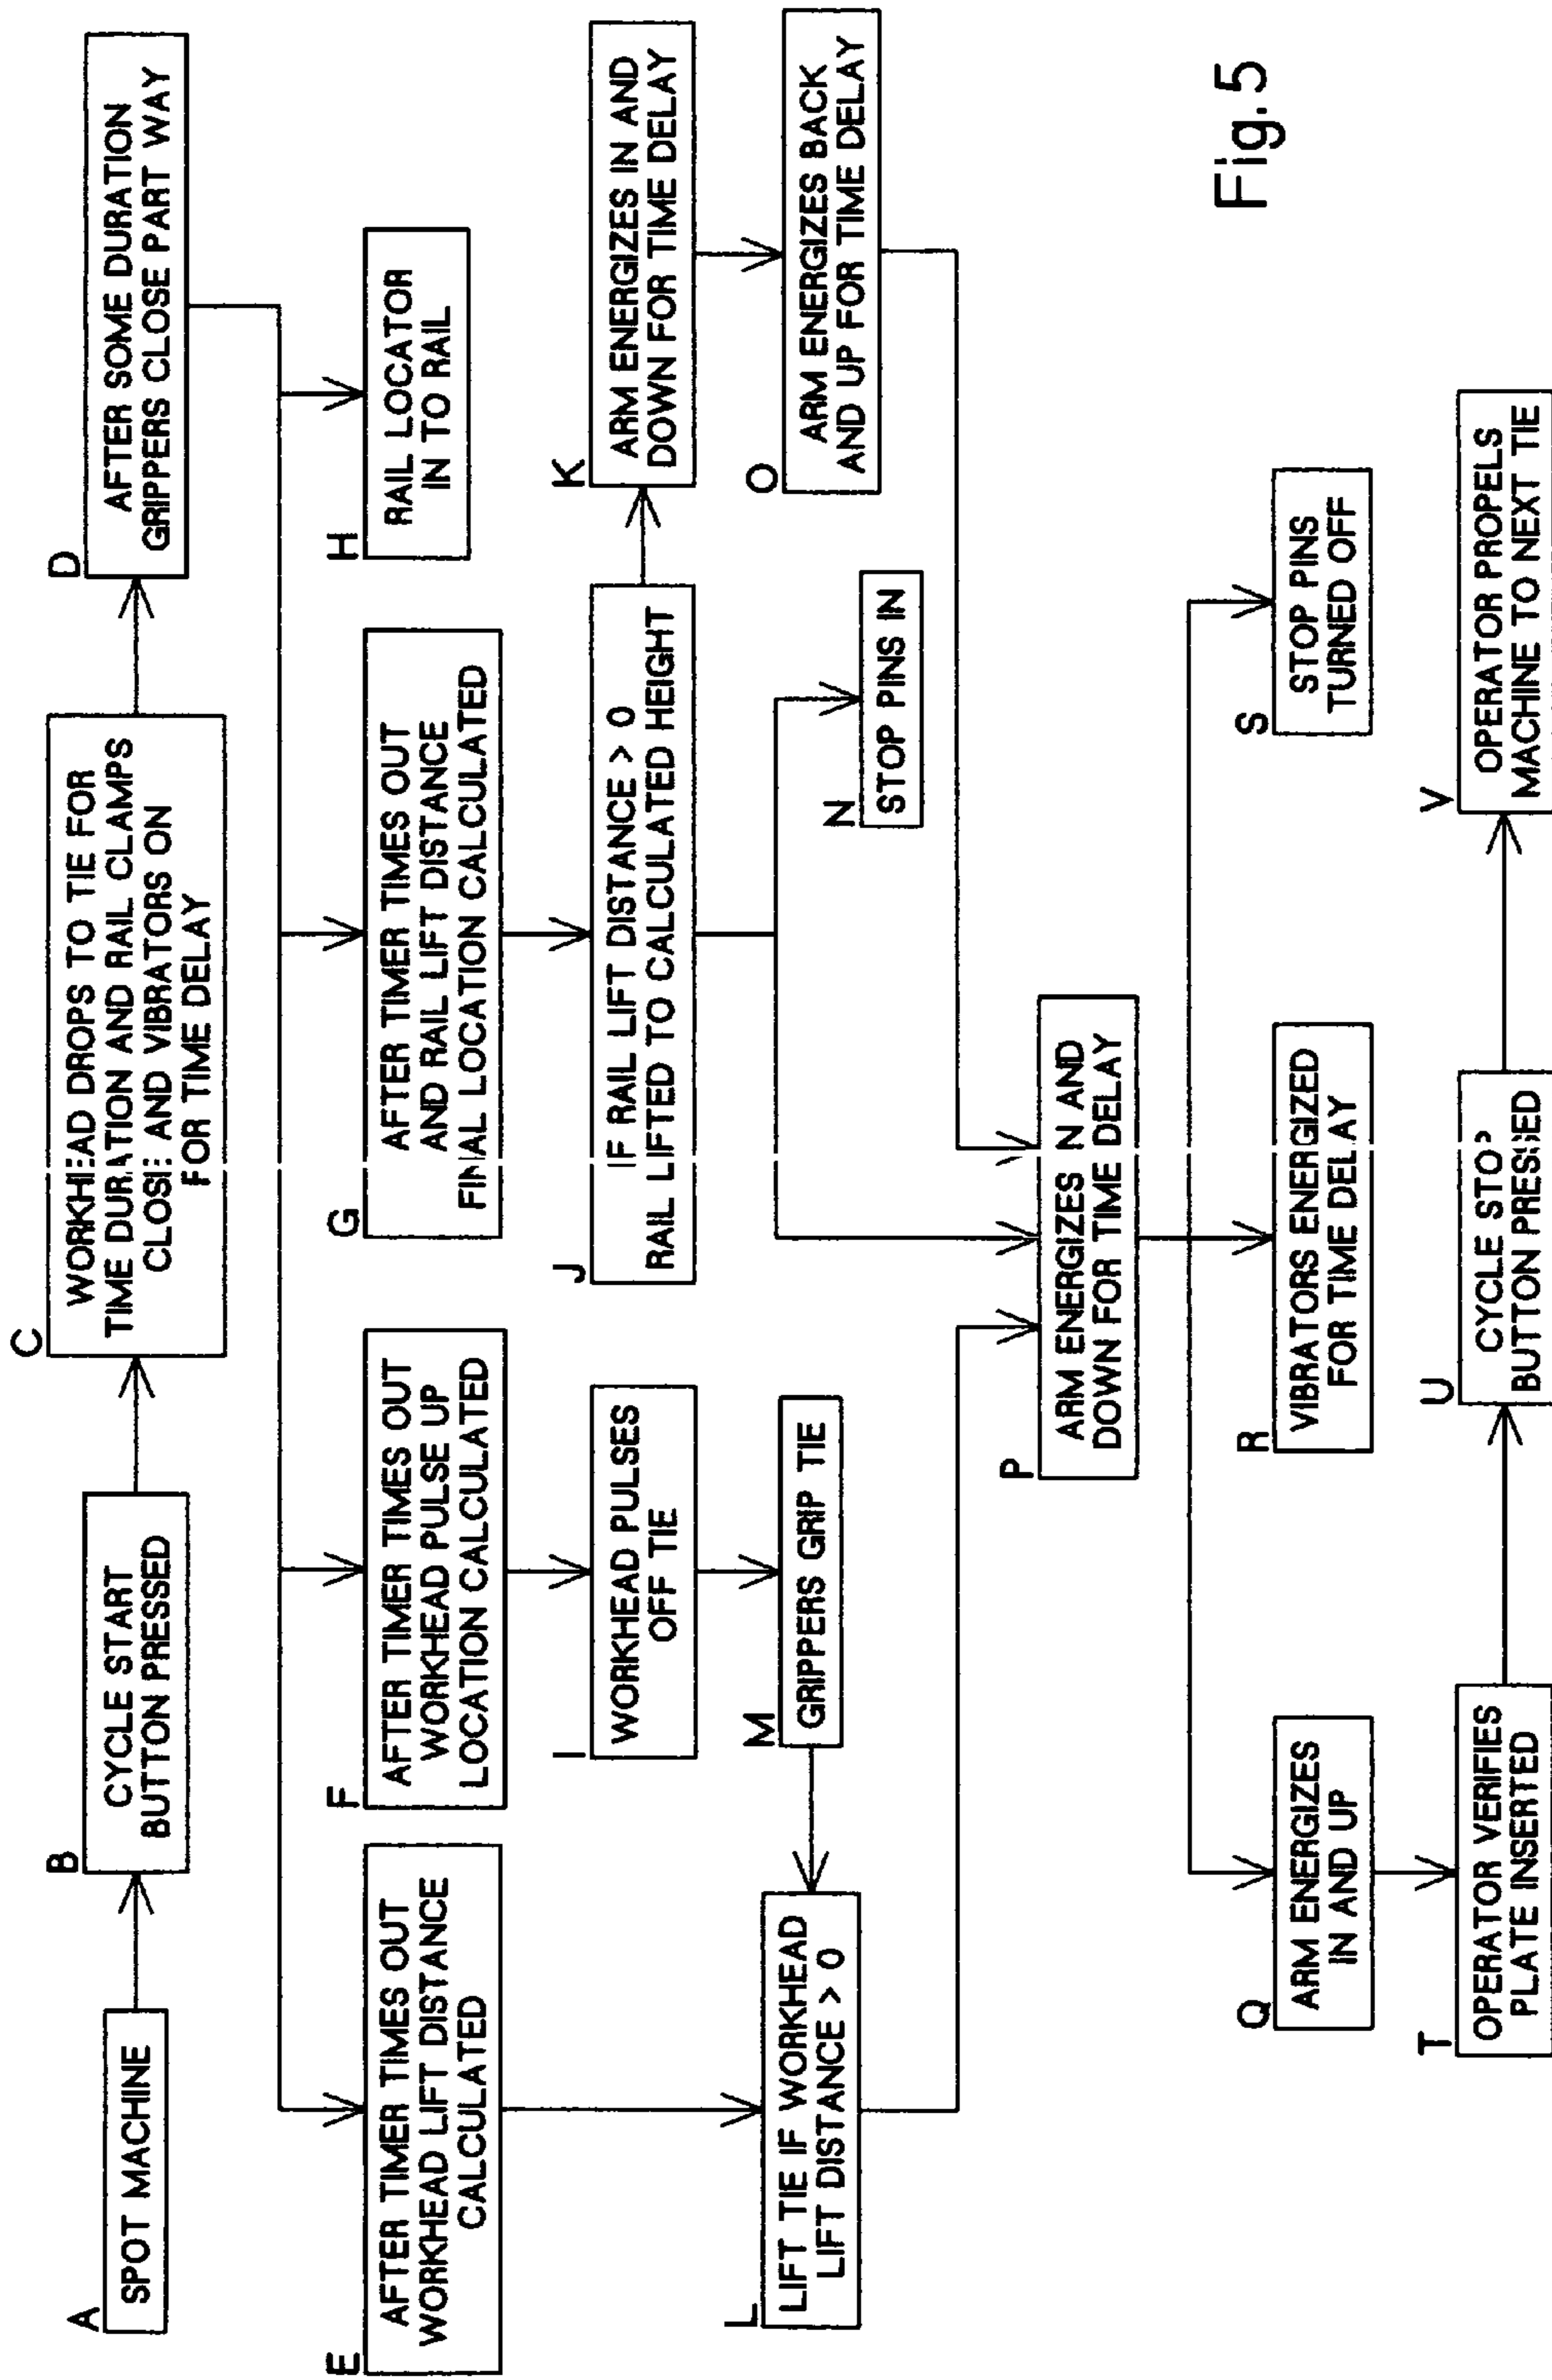 A
SPOT MACHINE
B
CYCLE START
BUTTON PRESSED
C
WORKHEAD DROPS TO TIE FOR
TIME DURATION AND RAIL CLAMPS
CLOSE AND VIBRATORS ON
FOR TIME DELAY
D
AFTER SOME DURATION
GRIPPERS CLOSE PART WAY
E
AFTER TIMER TIMES OUT
WORKHEAD LIFT DISTANCE
CALCULATED
F
AFTER TIMER TIMES OUT
WORKHEAD PULSE UP
LOCATION CALCULATED
G
AFTER TIMER TIMES OUT
AND RAIL LIFT DISTANCE
FINAL LOCATION CALCULATED
H
RAIL LOCATOR
IN TO RAIL
I
WORKHEAD PULSES
OFF TIE
J
IF RAIL LIFT DISTANCE > 0
RAIL LIFTED TO CALCULATED HEIGHT
K
ARM ENERGIZES IN AND
DOWN FOR TIME DELAY
L
LIFT TIE IF WORKHEAD
LIFT DISTANCE > 0
M
GRIPPERS GRIP TIE
N
STOP PINS IN
O
ARM ENERGIZES BACK
AND UP FOR TIME DELAY
P
ARM ENERGIZES IN AND
DOWN FOR TIME DELAY
Q
ARM ENERGIZES
IN AND UP
R
VIBRATORS ENERGIZED
FOR TIME DELAY
S
STOP PINS
TURNED OFF
T
OPERATOR VERIFIES
PLATE INSERTED
U
CYCLE STOP
BUTTON PRESSED
V
OPERATOR PROPELS
MACHINE TO NEXT TIE
Fig.5